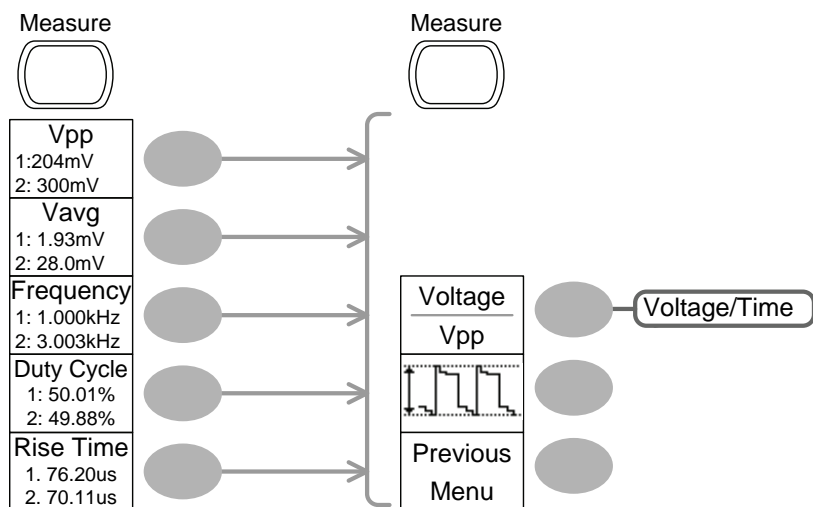 Measure
Vpp
1:204mV
2: 300mV
Vavg
1: 1.93mV
2: 28.0mV
Frequency
1: 1.000kHz
2: 3.003kHz
Duty Cycle
1: 50.01%
2: 49.88%
Rise Time
1. 76.20us
2. 70.11us
Measure
Voltage
Vpp
Previous
Menu
Voltage/Time